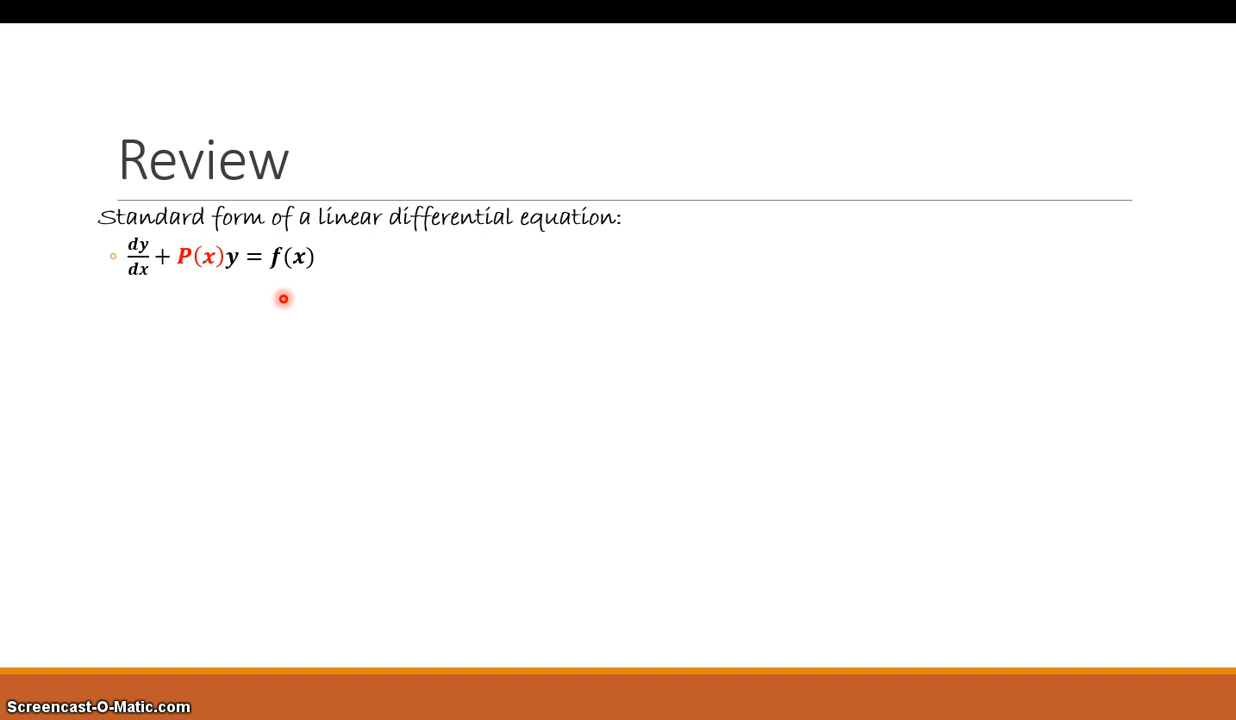 Review
Standard form of a linear differential equation:
dy/dx + P(x)y = f(x)
Screencast-O-Matic.com